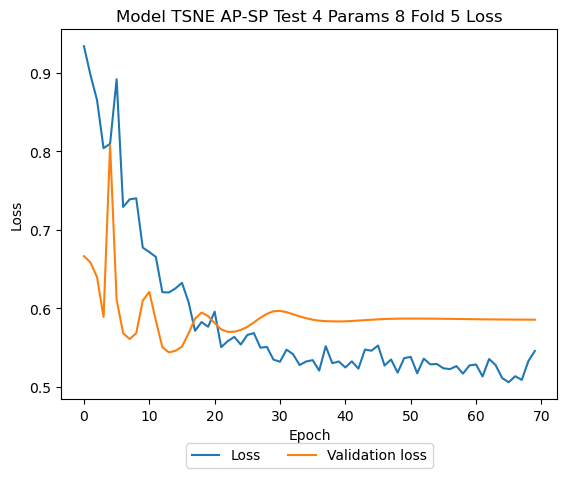 Model TSNE AP-SP Test 4 Params 8 Fold 5 Loss
0.9
0.8
0.7
0.6
0.5
Loss
0 10 20 30 40 50 60 70
Epoch
Loss Validation loss